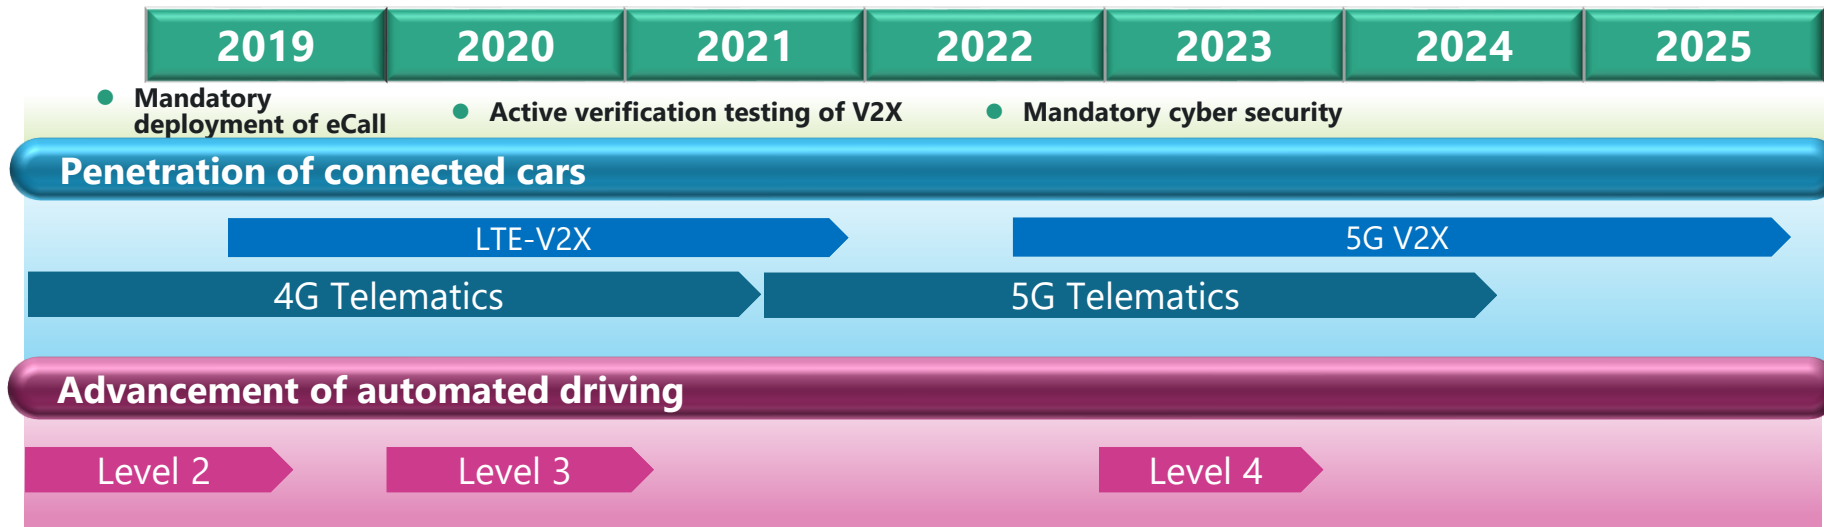 2019 2020 2021 2022 2023 2024 2025
Mandatory
deployment of eCall
Active verification testing of V2X
Mandatory cyber security
Penetration of connected cars
LTE-V2X
5G V2X
4G Telematics
5G Telematics
Advancement of automated driving
Level 2
Level 3
Level 4